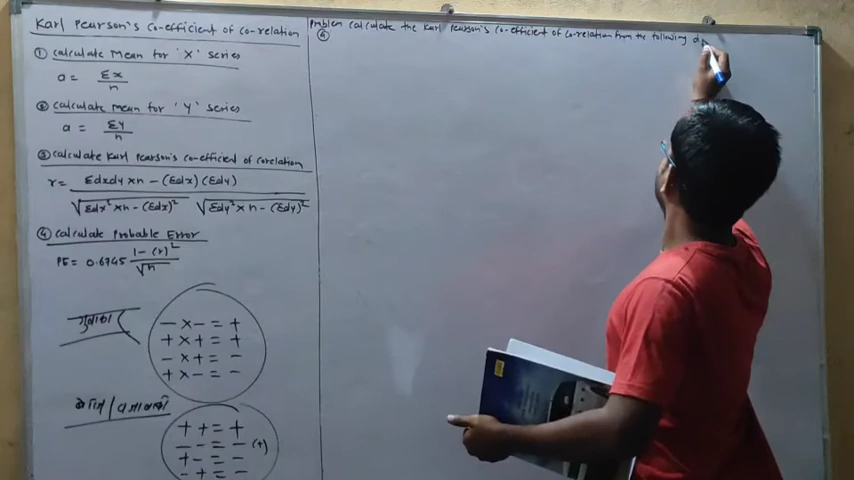 Karl Pearson's Co-efficient of co-relation
① Calculate Mean for 'X' series
a = Σx / n
② Calculate Mean for 'Y' series
a = Σy / n
③ Calculate Karl Pearson's co-efficient of corelation
r = Σdxdy × n - (Σdx) (Σdy) / √Σdx² × n - (Σdx)² √Σdy² × n - (Σdy)²
④ Calculate Probable Error
PE = 0.6745 1 - (r)² / √n
गुणाकार
- × - = +
+ × + = +
- × + = -
+ × - = -
+ + = +
- - = - (+)
+ - = -
- + = -
Problem Calculate the Karl Pearson's Co-efficient of Co-relation from the following
④